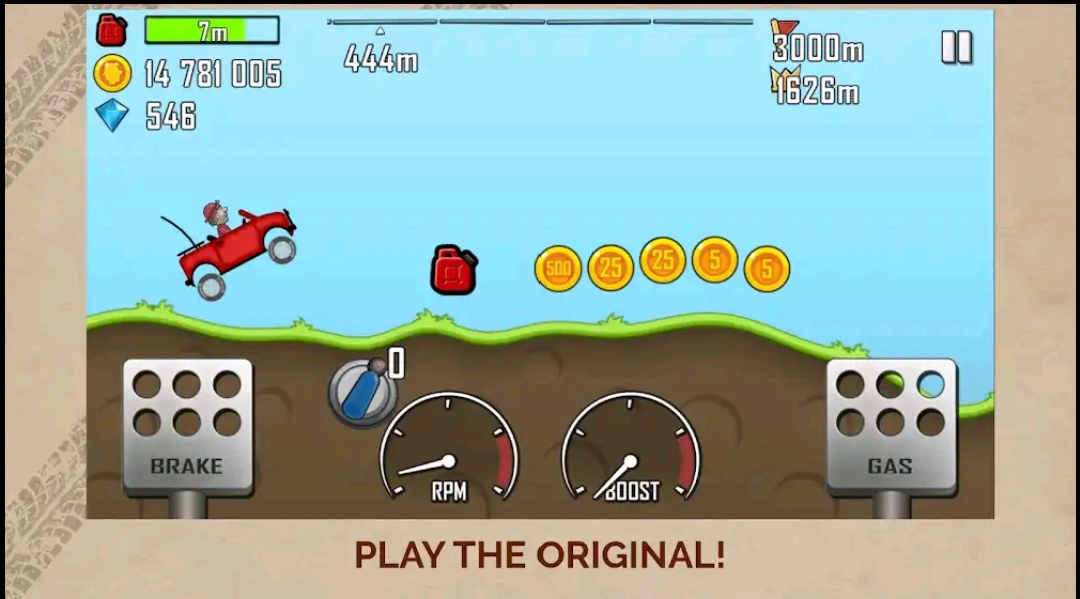 7m
14 781 005
546
444m
3000m
1626m
500 25 25 5 5
0
BRAKE
RPM
BOOST
GAS
PLAY THE ORIGINAL!